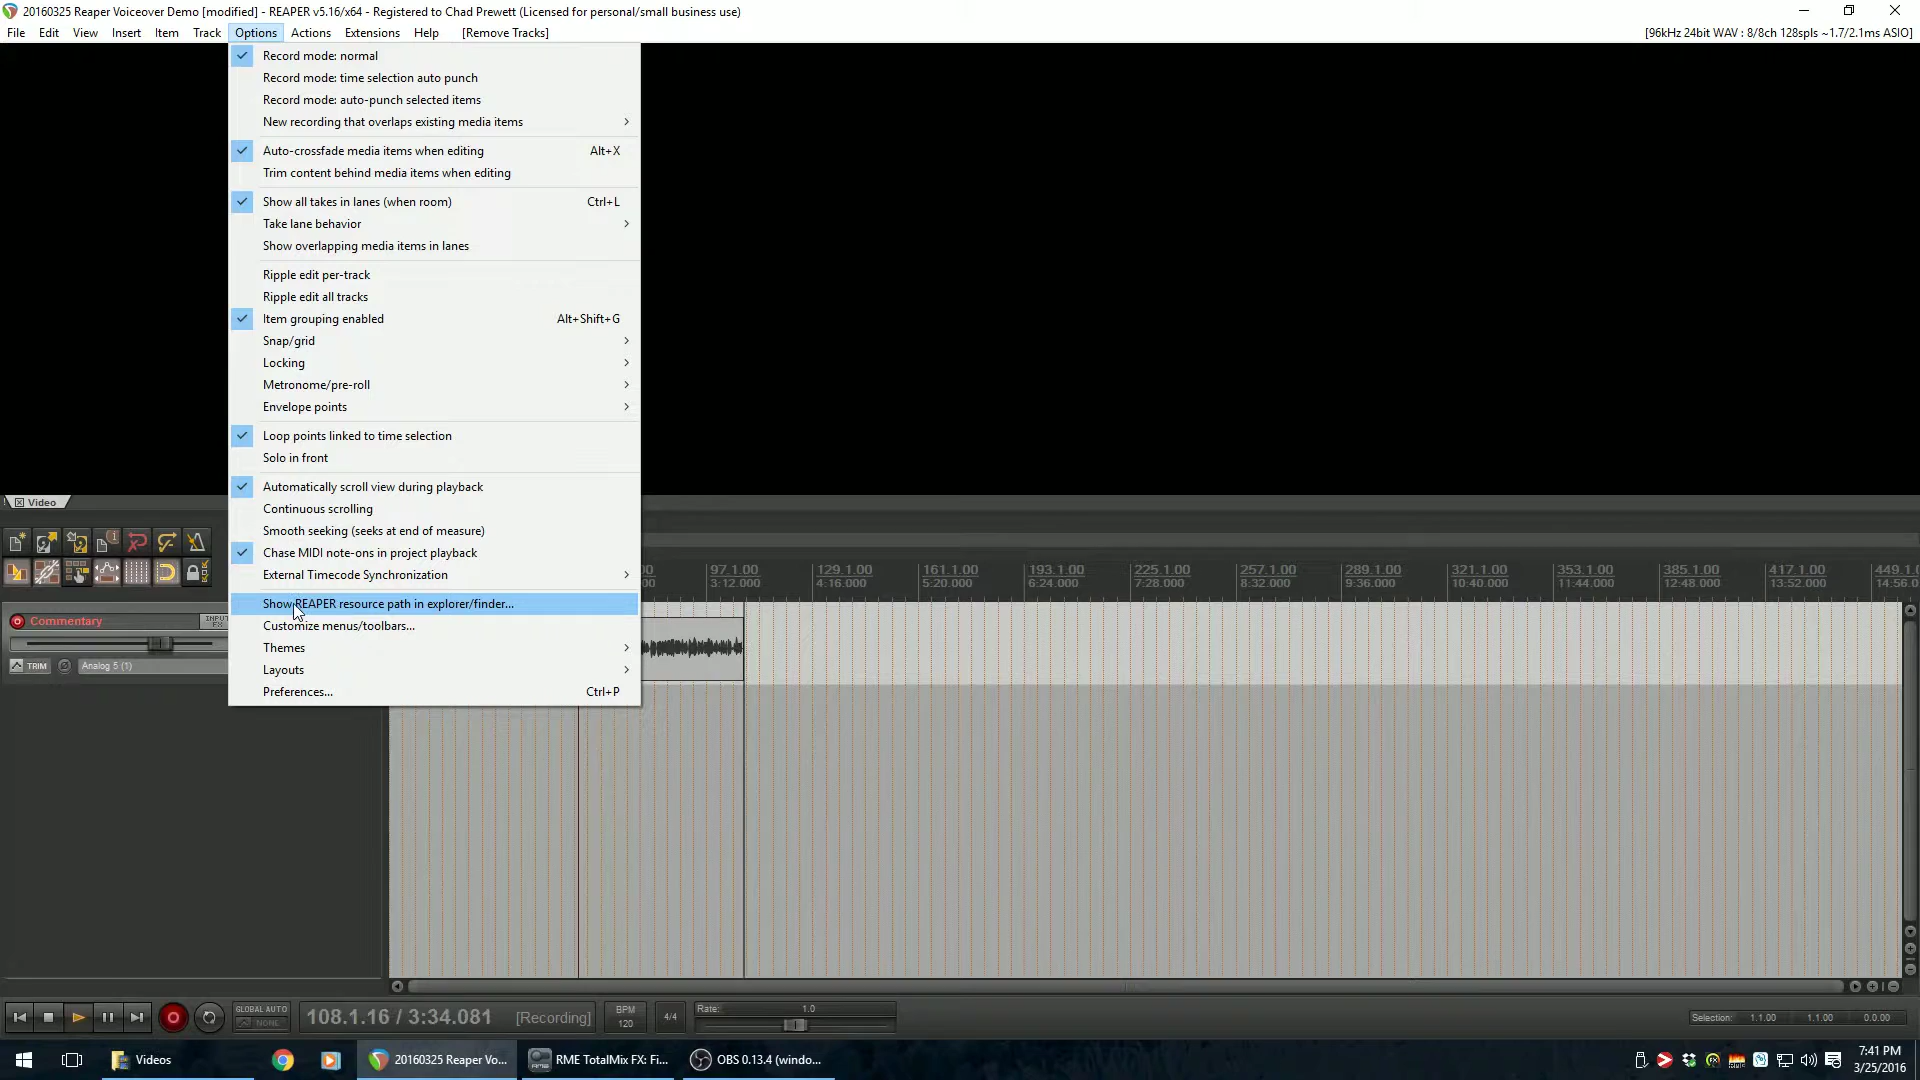 20160325 Reaper Voiceover Demo [modified] - REAPER v5.16/x64 - Registered to Chad Prewett (Licensed for personal/small business use)
File Edit View Insert Item Track Options Actions Extensions Help [Remove Tracks] [96kHz 24bit WAV : 8/8ch 128spls ~1.7/2.1ms ASIO]
Record mode: normal
Record mode: time selection auto punch
Record mode: auto-punch selected items
New recording that overlaps existing media items
Auto-crossfade media items when editing Alt+X
Trim content behind media items when editing
Show all takes in lanes (when room) Ctrl+L
Take lane behavior
Show overlapping media items in lanes
Ripple edit per-track
Ripple edit all tracks
Item grouping enabled Alt+Shift+G
Snap/grid
Locking
Metronome/pre-roll
Envelope points
Loop points linked to time selection
Solo in front
Automatically scroll view during playback
Continuous scrolling
Smooth seeking (seeks at end of measure)
Chase MIDI note-ons in project playback
External Timecode Synchronization
Show REAPER resource path in explorer/finder...
Customize menus/toolbars...
Themes
Layouts
Preferences... Ctrl+P
Video
97.1.00 129.1.00 161.1.00 193.1.00 225.1.00 257.1.00 289.1.00 321.1.00 353.1.00 385.1.00 417.1.00 449.1.0
3:12.000 4:16.000 5:20.000 6:24.000 7:28.000 8:32.000 9:36.000 10:40.000 11:44.000 12:48.000 13:52.000 14:56.0
Commentary
TRIM Analog 5 (1)
GLOBAL AUTO
NONE
108.1.16 / 3:34.081 [Recording]
BPM
120
4/4
Rate: 1.0
Selection: 1.1.00 1.1.00 0.0.00
Videos
20160325 Reaper Vo...
RME TotalMix FX: Fi...
OBS 0.13.4 (windo...
7:41 PM
3/25/2016